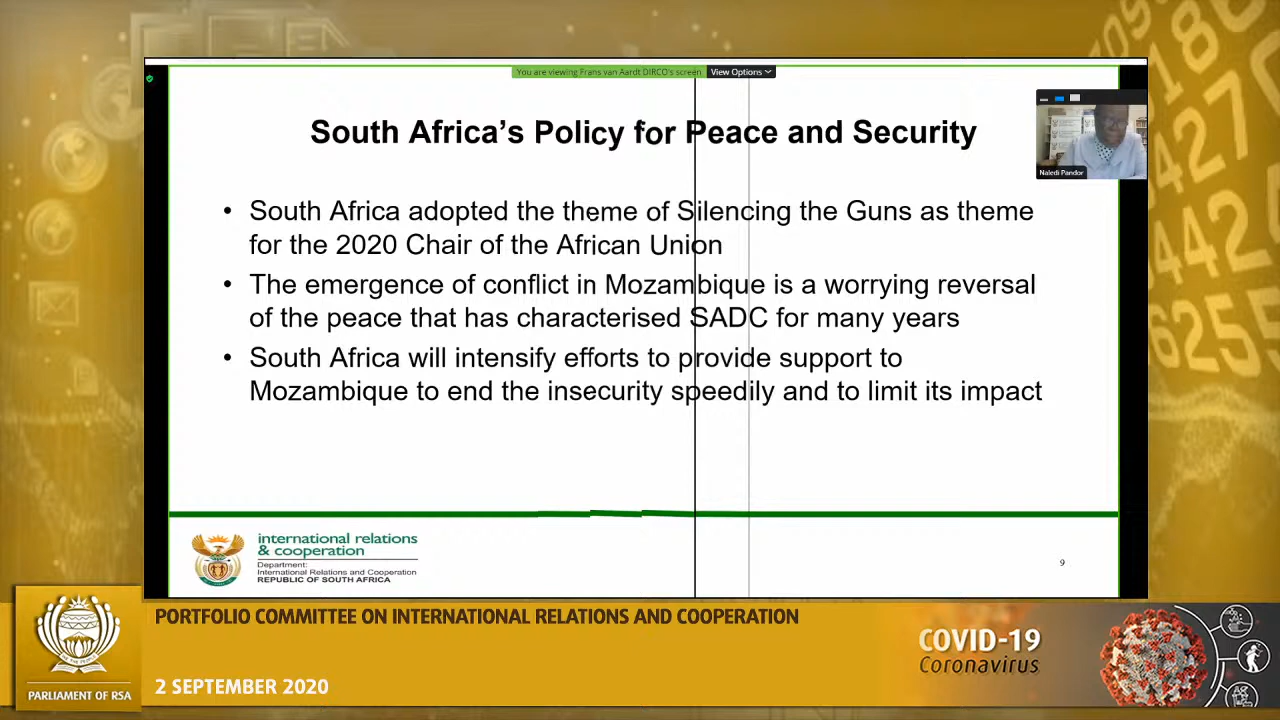 You are viewing Frans van Aardt DIRCO's screen
View Options
South Africa's Policy for Peace and Security
Naledi Pandor
• South Africa adopted the theme of Silencing the Guns as theme
for the 2020 Chair of the African Union
• The emergence of conflict in Mozambique is a worrying reversal
of the peace that has characterised SADC for many years
• South Africa will intensify efforts to provide support to
Mozambique to end the insecurity speedily and to limit its impact
international relations
& cooperation
Department:
International Relations and Cooperation
REPUBLIC OF SOUTH AFRICA
9
PORTFOLIO COMMITTEE ON INTERNATIONAL RELATIONS AND COOPERATION
2 SEPTEMBER 2020
PARLIAMENT OF RSA
COVID-19
Coronavirus